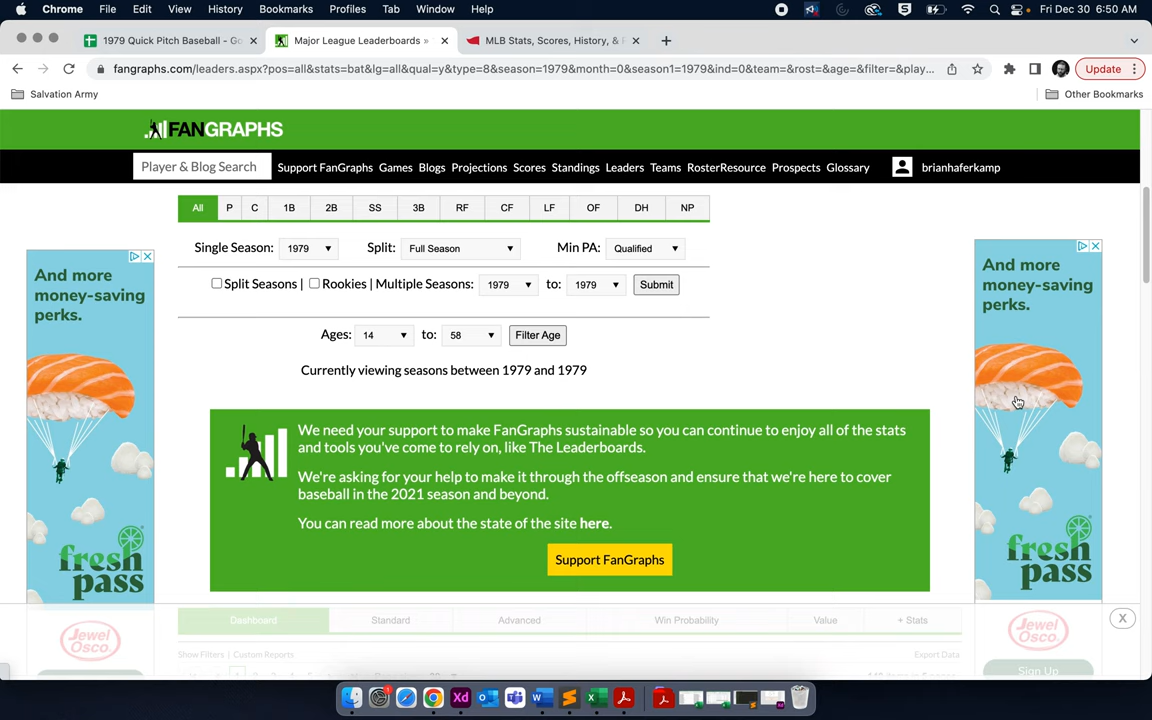 Chrome File Edit View History Bookmarks Profiles Tab Window Help Fri Dec 30 6:50 AM
1979 Quick Pitch Baseball - Go Major League Leaderboards » MLB Stats, Scores, History, &
fangraphs.com/leaders.aspx?pos=all&stats=bat&lg=all&qual=y&type=8&season=1979&month=0&season1=1979&ind=0&team=&rost=&age=&filter=&play... Update
Salvation Army Other Bookmarks
FANGRAPHS
Player & Blog Search Support FanGraphs Games Blogs Projections Scores Standings Leaders Teams RosterResource Prospects Glossary brianhaferkamp
All P C 1B 2B SS 3B RF CF LF OF DH NP
Single Season: 1979 Split: Full Season Min PA: Qualified
Split Seasons | Rookies | Multiple Seasons: 1979 to: 1979 Submit
Ages: 14 to: 58 Filter Age
Currently viewing seasons between 1979 and 1979
And more
money-saving
perks.
fresh
pass
And more
money-saving
perks.
fresh
pass
We need your support to make FanGraphs sustainable so you can continue to enjoy all of the stats
and tools you've come to rely on, like The Leaderboards.
We're asking for your help to make it through the offseason and ensure that we're here to cover
baseball in the 2021 season and beyond.
You can read more about the state of the site here.
Support FanGraphs
Dashboard Standard Advanced Win Probability Value + Stats
Show Filters | Custom Reports Export Data
Jewel
Osco
Jewel
Osco
Sign Up
X